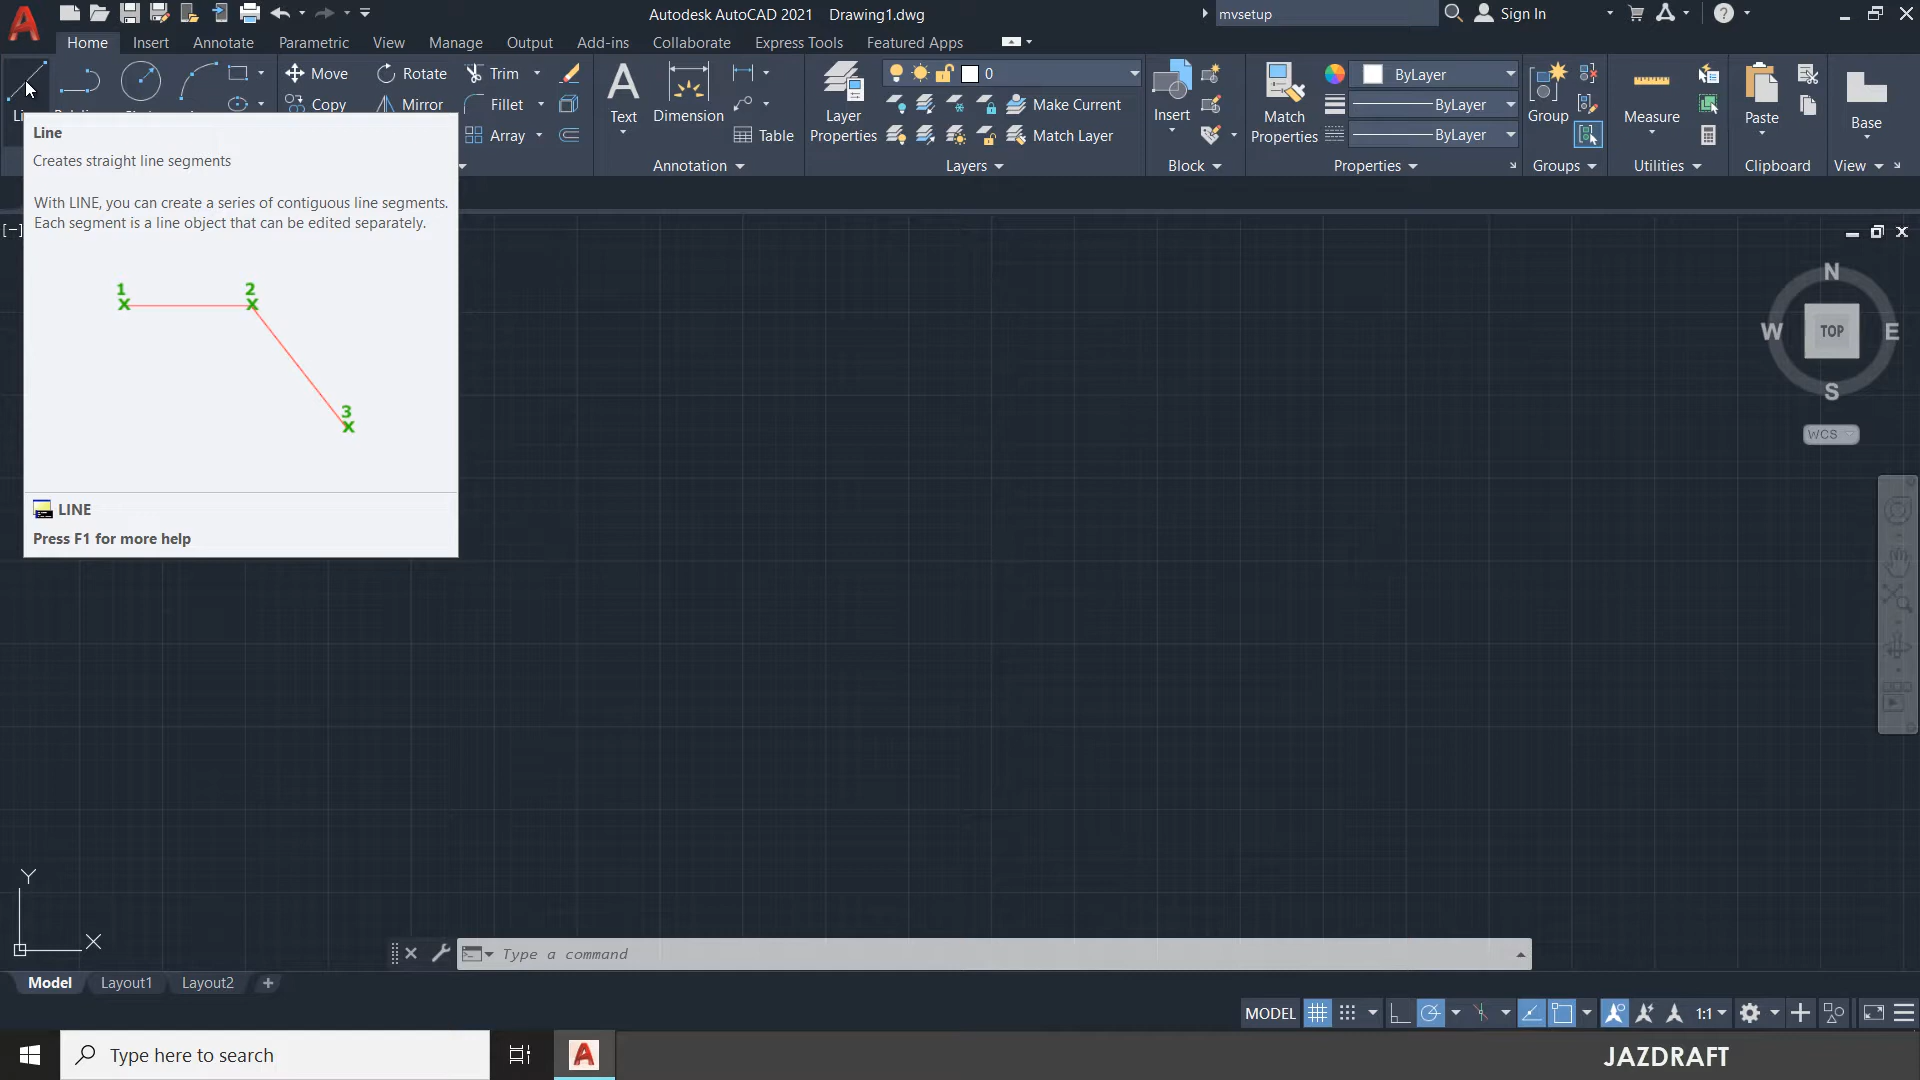 Autodesk AutoCAD 2021 Drawing1.dwg
mvsetup
Sign In
Home Insert Annotate Parametric View Manage Output Add-ins Collaborate Express Tools Featured Apps
Move Rotate Trim
0
ByLayer
Copy Mirror Fillet
Make Current
ByLayer
Array
Table
Match Layer
ByLayer
Text
Dimension
Layer
Properties
Insert
Match
Properties
Group
Measure
Paste
Base
Annotation
Layers
Block
Properties
Groups
Utilities
Clipboard
View
Line
Creates straight line segments
With LINE, you can create a series of contiguous line segments.
Each segment is a line object that can be edited separately.
1
2
3
LINE
Press F1 for more help
[−]
N
W
TOP
E
S
WCS
Y
X
Type a command
Model Layout1 Layout2
MODEL
1:1
Type here to search
JAZDRAFT